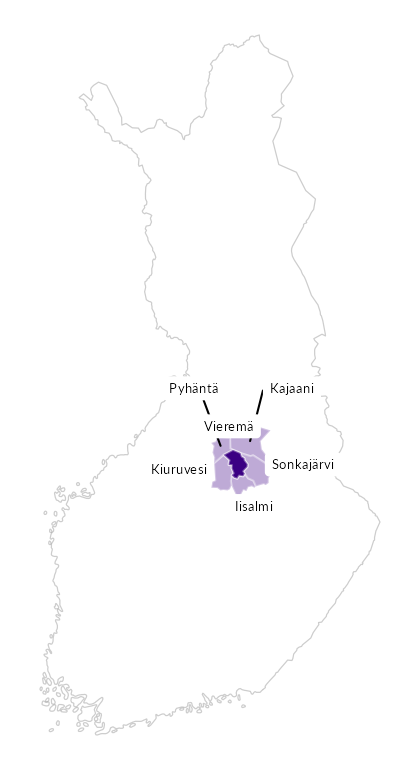 Pyhäntä
Kajaani
Vieremä
Kiuruvesi
Sonkajärvi
Iisalmi